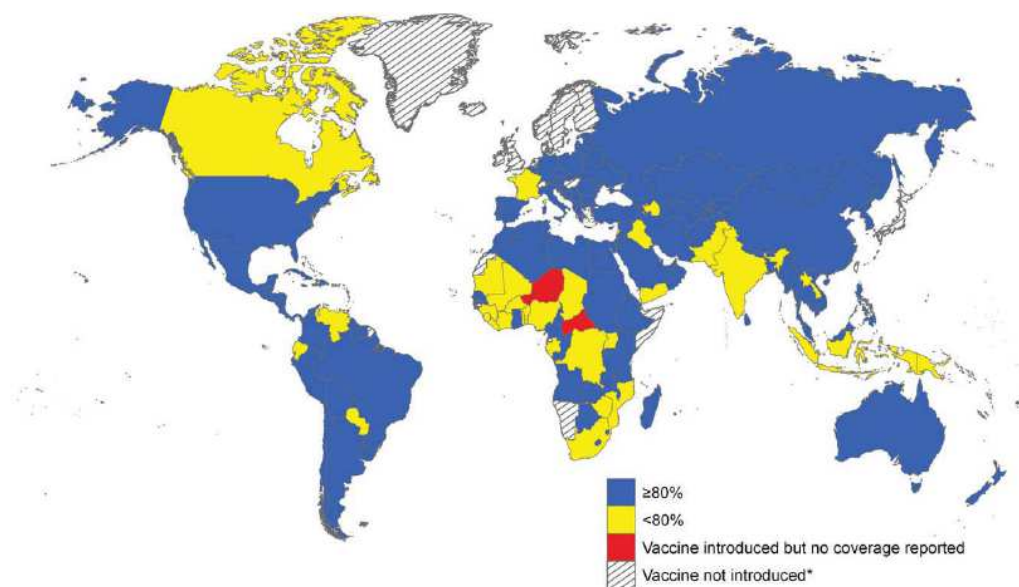 ≥80%
<80%
Vaccine introduced but no coverage reported
Vaccine not introduced*